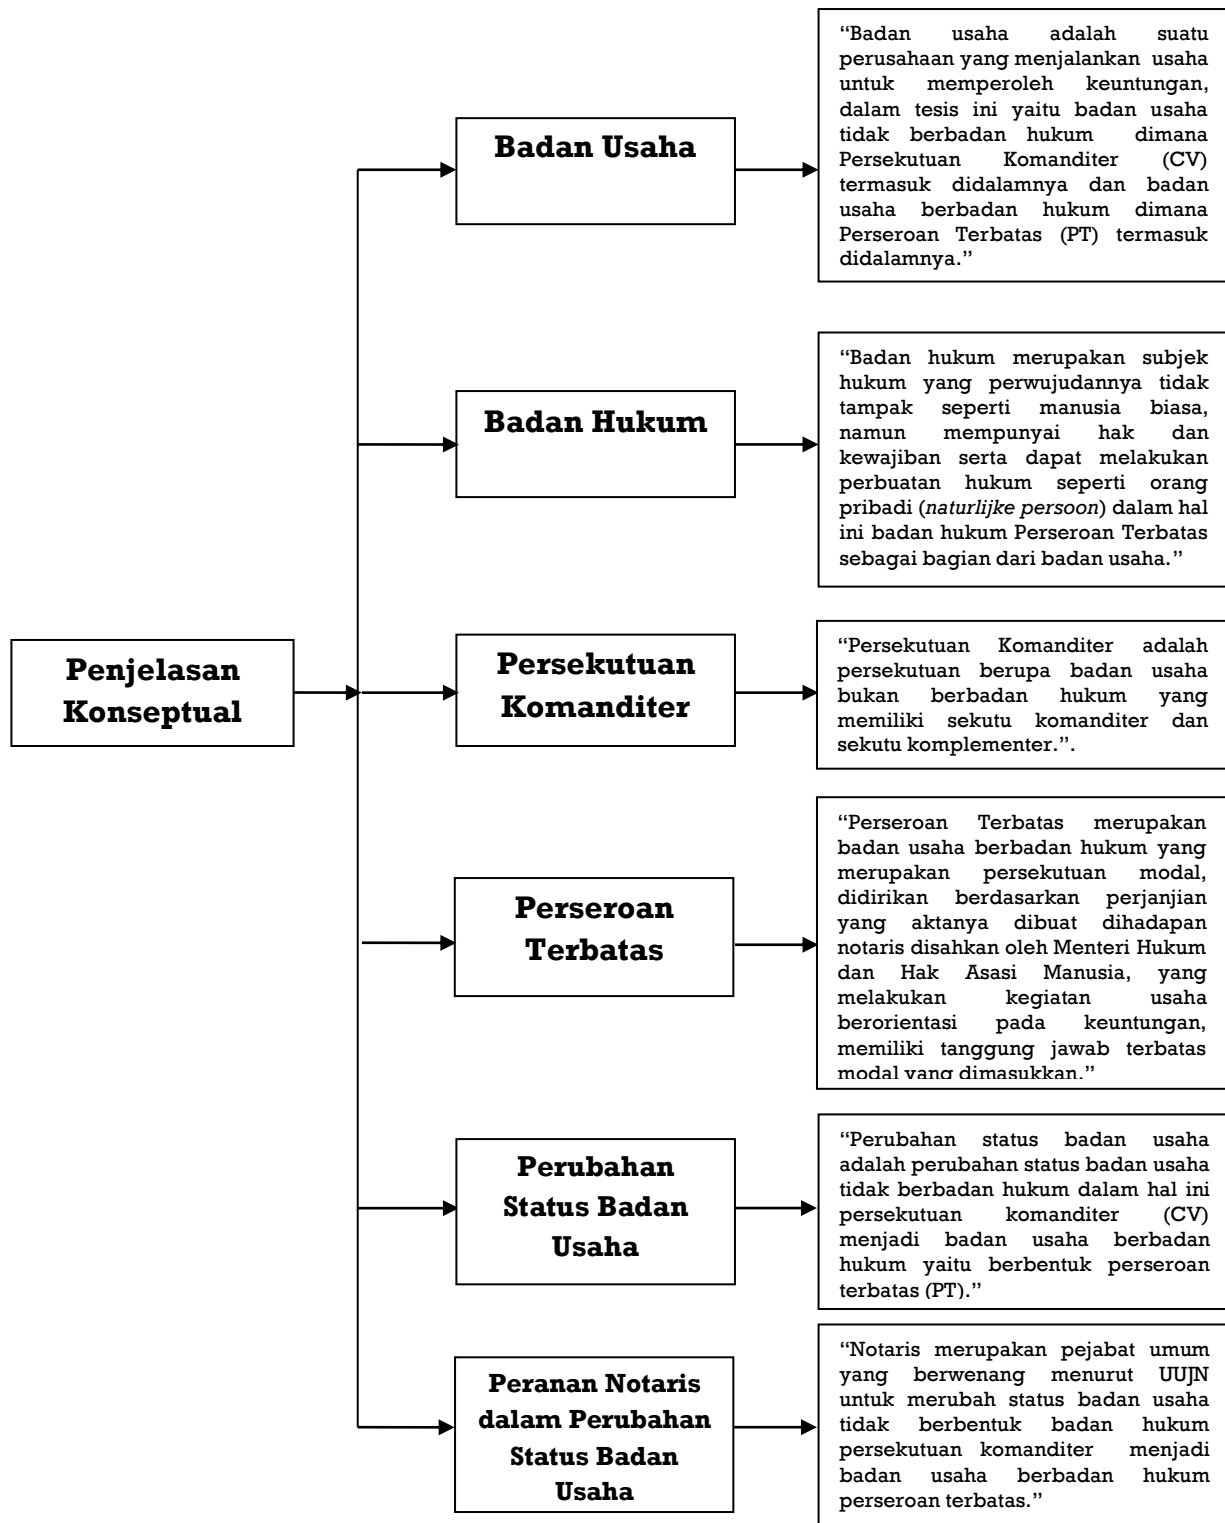 Penjelasan
Konseptual
Badan Usaha
“Badan usaha adalah suatu
perusahaan yang menjalankan usaha
untuk memperoleh keuntungan,
dalam tesis ini yaitu badan usaha
tidak berbadan hukum dimana
Persekutuan Komanditer (CV)
termasuk didalamnya dan badan
usaha berbadan hukum dimana
Perseroan Terbatas (PT) termasuk
didalamnya.”
Badan Hukum
“Badan hukum merupakan subjek
hukum yang perwujudannya tidak
tampak seperti manusia biasa,
namun mempunyai hak dan
kewajiban serta dapat melakukan
perbuatan hukum seperti orang
pribadi (naturlijke persoon) dalam hal
ini badan hukum Perseroan Terbatas
sebagai bagian dari badan usaha.”
Persekutuan
Komanditer
“Persekutuan Komanditer adalah
persekutuan berupa badan usaha
bukan berbadan hukum yang
memiliki sekutu komanditer dan
sekutu komplementer.”.
Perseroan
Terbatas
“Perseroan Terbatas merupakan
badan usaha berbadan hukum yang
merupakan persekutuan modal,
didirikan berdasarkan perjanjian
yang aktanya dibuat dihadapan
notaris disahkan oleh Menteri Hukum
dan Hak Asasi Manusia, yang
melakukan kegiatan usaha
berorientasi pada keuntungan,
memiliki tanggung jawab terbatas
modal yang dimasukkan.”
Perubahan
Status Badan
Usaha
“Perubahan status badan usaha
adalah perubahan status badan usaha
tidak berbadan hukum dalam hal ini
persekutuan komanditer (CV)
menjadi badan usaha berbadan
hukum yaitu berbentuk perseroan
terbatas (PT).”
Peranan Notaris
dalam Perubahan
Status Badan
Usaha
“Notaris merupakan pejabat umum
yang berwenang menurut UUJN
untuk merubah status badan usaha
tidak berbentuk badan hukum
persekutuan komanditer menjadi
badan usaha berbadan hukum
perseroan terbatas.”